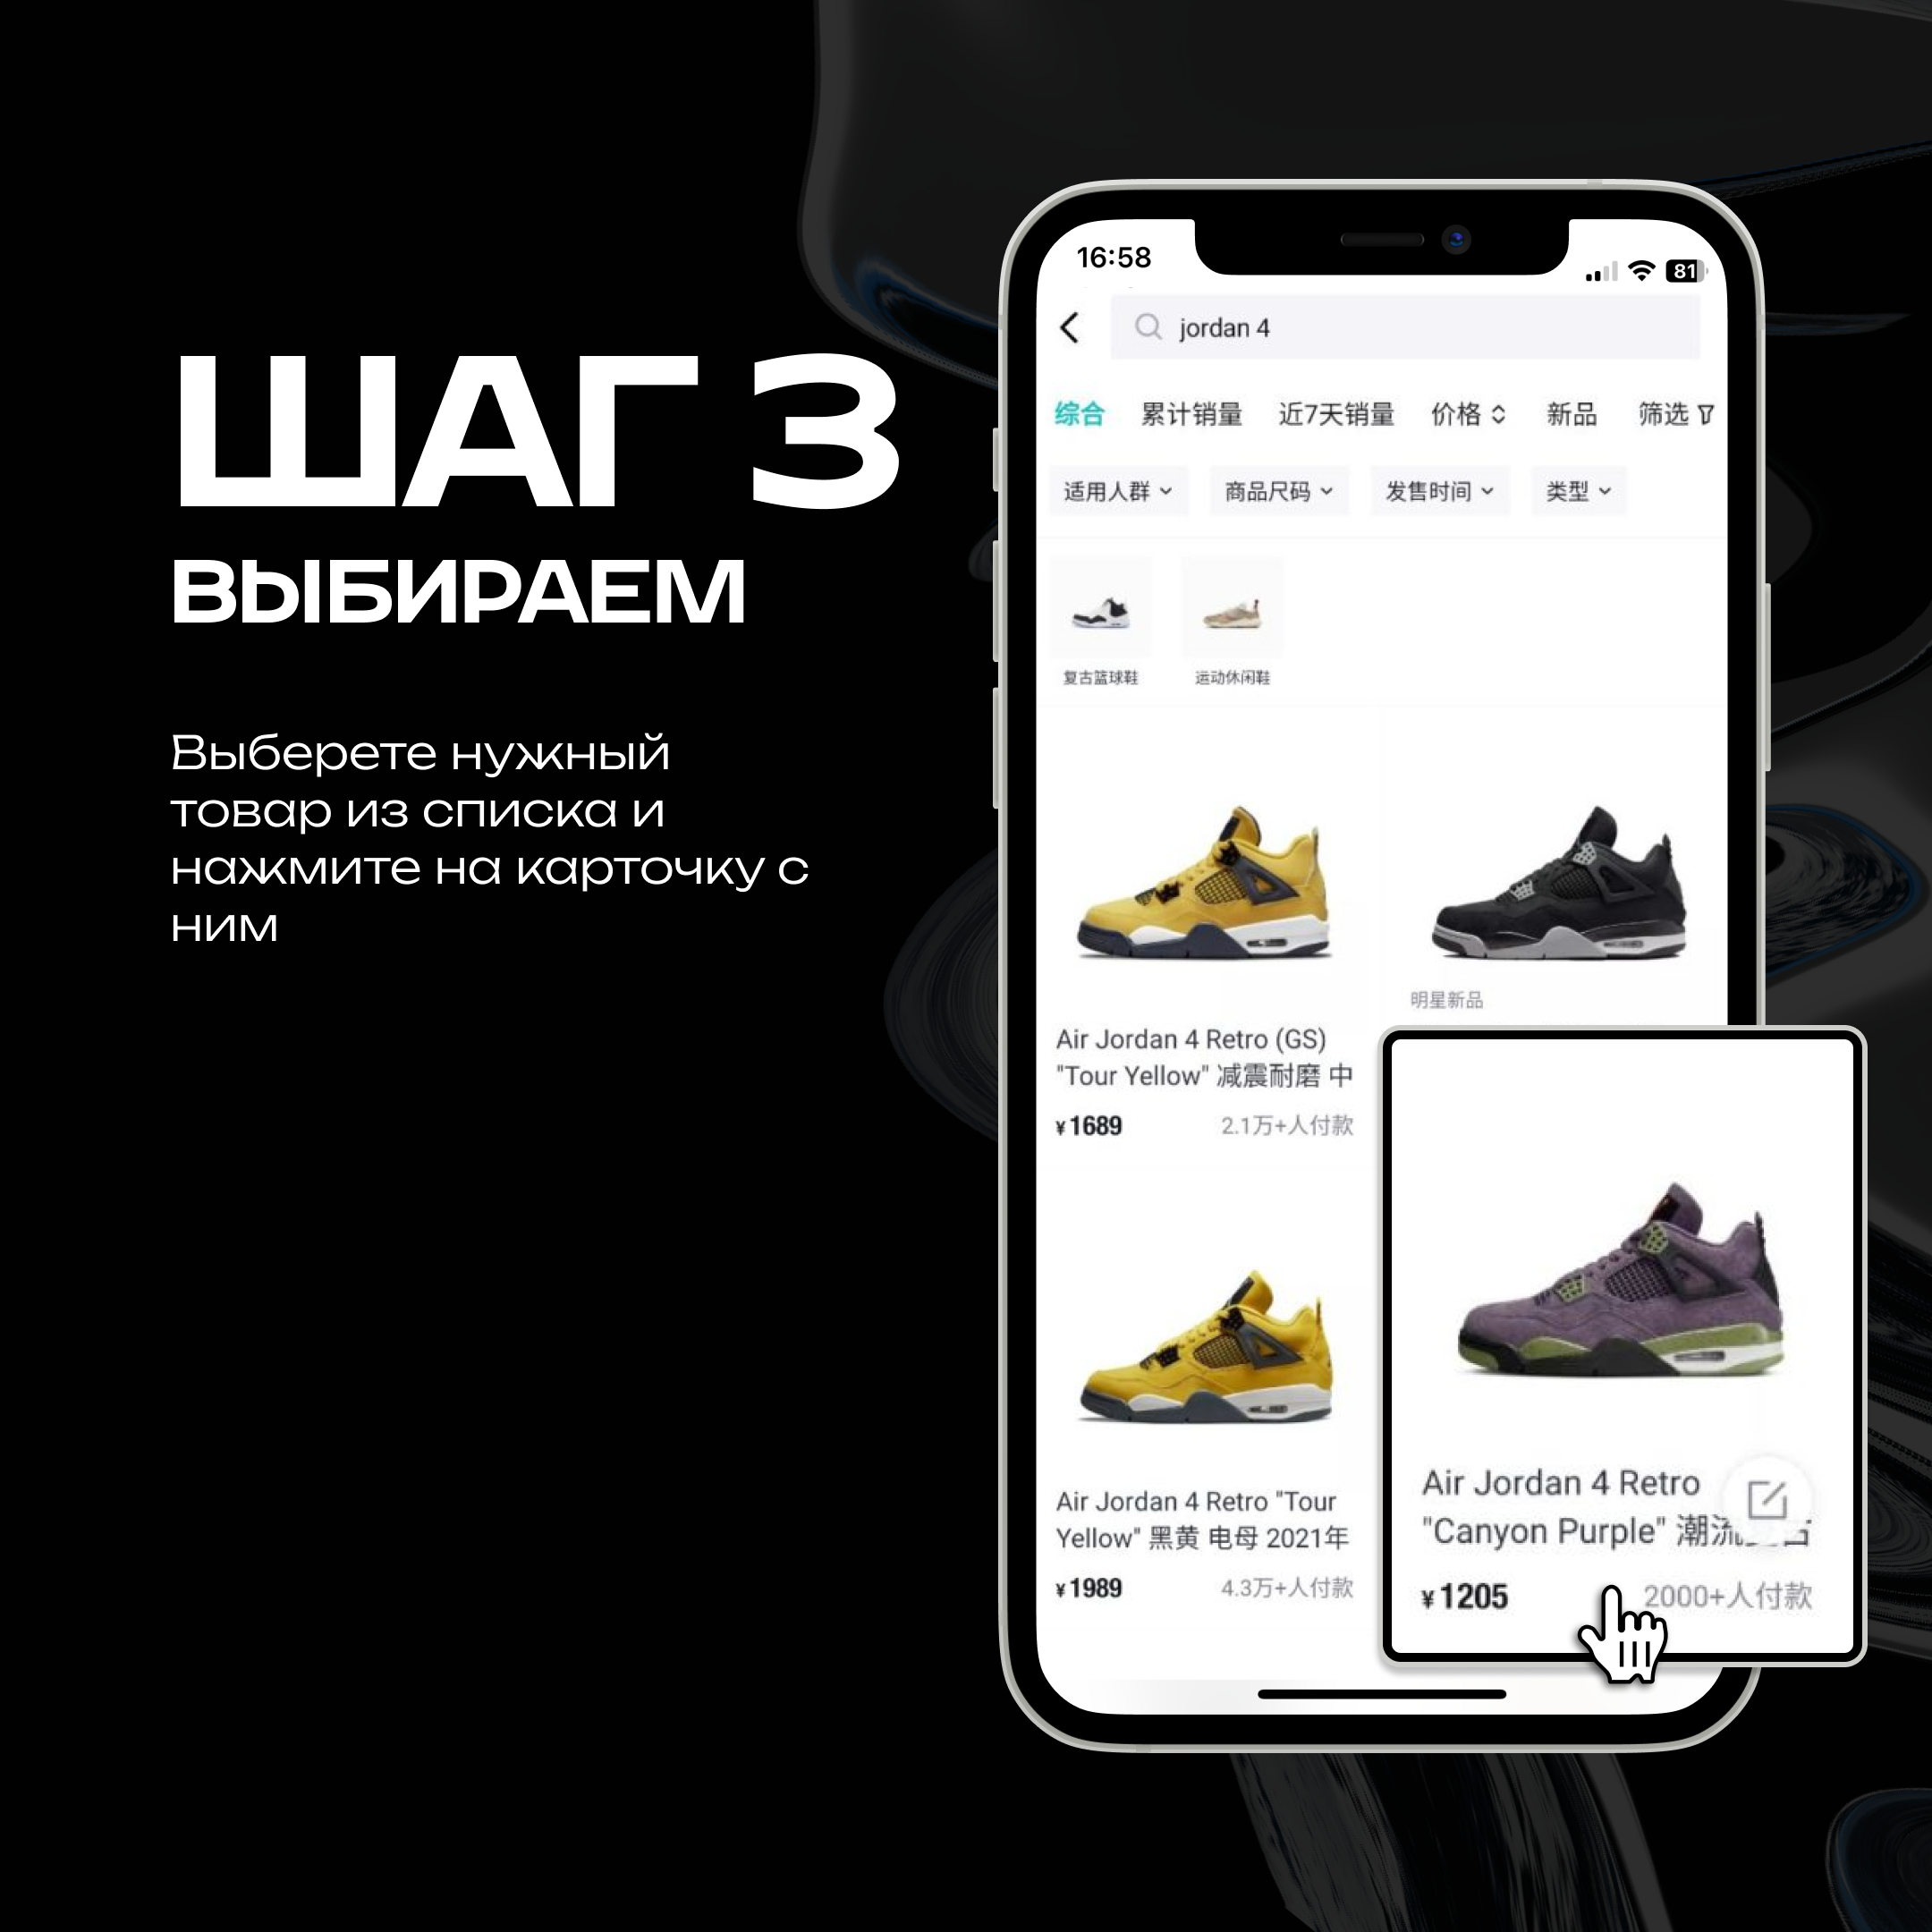 ШАГ 3
ВЫБИРАЕМ
Выберете нужный
товар из списка и
нажмите на карточку с
ним
16:58
81
jordan 4
综合 累计销量 近7天销量 价格 新品 筛选
适用人群 商品尺码 发售时间 类型
复古篮球鞋 运动休闲鞋
明星新品
Air Jordan 4 Retro (GS)
"Tour Yellow" 减震耐磨 中
¥1689 2.1万+人付款
Air Jordan 4 Retro "Tour
Yellow" 黑黄 电母 2021年
¥1989 4.3万+人付款
Air Jordan 4 Retro
"Canyon Purple" 潮流
¥1205 2000+人付款